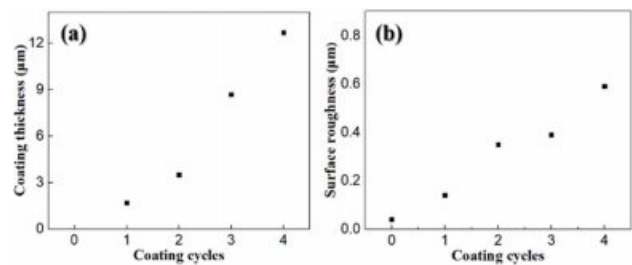 (a)
Coating thickness (μm)
12
9
6
3
0
0 1 2 3 4
Coating cycles
(b)
Surface roughness (μm)
0.8
0.6
0.4
0.2
0.0
0 1 2 3 4
Coating cycles